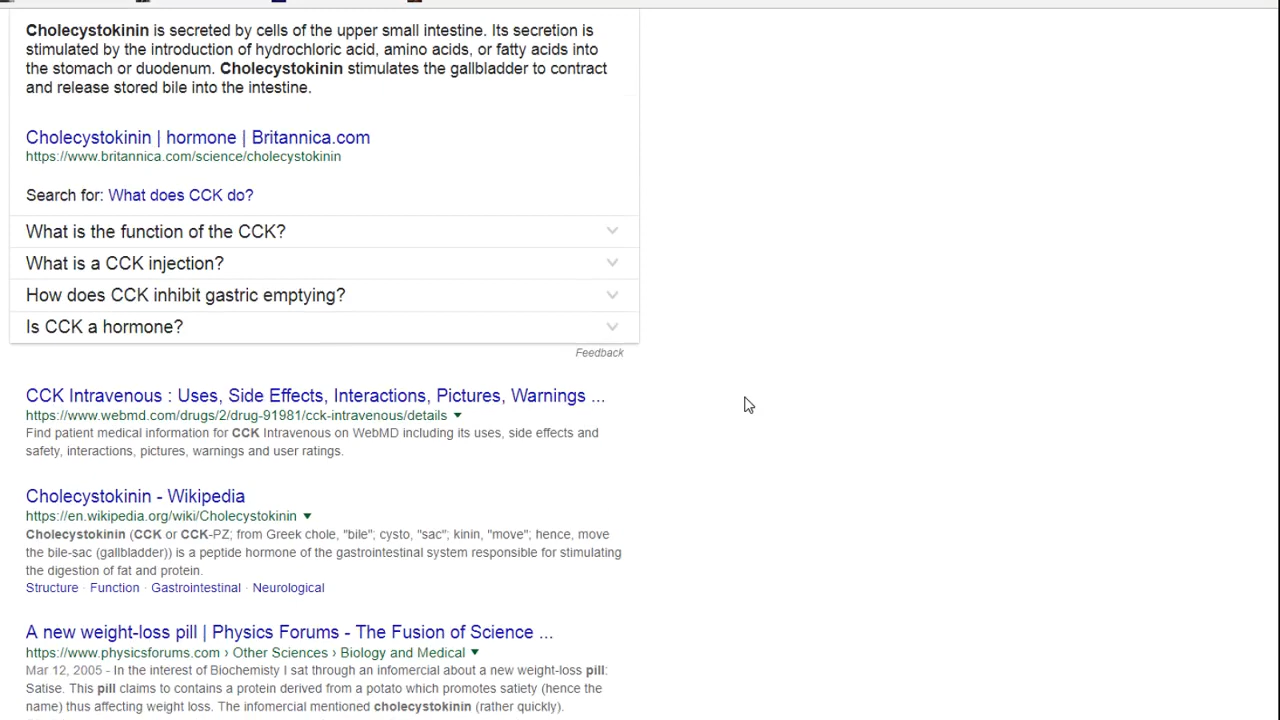 Cholecystokinin is secreted by cells of the upper small intestine. Its secretion is
stimulated by the introduction of hydrochloric acid, amino acids, or fatty acids into
the stomach or duodenum. Cholecystokinin stimulates the gallbladder to contract
and release stored bile into the intestine.
Cholecystokinin | hormone | Britannica.com
https://www.britannica.com/science/cholecystokinin
Search for: What does CCK do?
What is the function of the CCK?
What is a CCK injection?
How does CCK inhibit gastric emptying?
Is CCK a hormone?
Feedback
CCK Intravenous : Uses, Side Effects, Interactions, Pictures, Warnings ...
https://www.webmd.com/drugs/2/drug-91981/cck-intravenous/details
Find patient medical information for CCK Intravenous on WebMD including its uses, side effects and
safety, interactions, pictures, warnings and user ratings.
Cholecystokinin - Wikipedia
https://en.wikipedia.org/wiki/Cholecystokinin
Cholecystokinin (CCK or CCK-PZ; from Greek chole, "bile"; cysto, "sac"; kinin, "move"; hence, move
the bile-sac (gallbladder)) is a peptide hormone of the gastrointestinal system responsible for stimulating
the digestion of fat and protein.
Structure · Function · Gastrointestinal · Neurological
A new weight-loss pill | Physics Forums - The Fusion of Science ...
https://www.physicsforums.com › Other Sciences › Biology and Medical
Mar 12, 2005 - In the interest of Biochemisty I sat through an infomercial about a new weight-loss pill:
Satise. This pill claims to contains a protein derived from a potato which promotes satiety (hence the
name) thus affecting weight loss. The infomercial mentioned cholecystokinin (rather quickly).